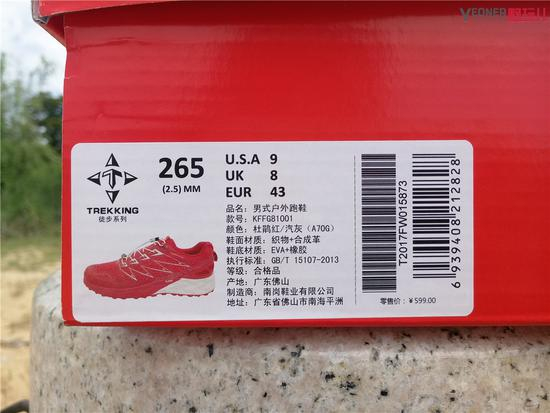 265
(2.5) MM
U.S.A 9
UK 8
EUR 43
TREKKING
徒步系列
品名：男式户外跑鞋
款号：KFFG81001
颜色：杜鹃红/汽灰（A70G）
鞋面材质：织物+合成革
鞋底材质：EVA+橡胶
执行标准：GB/T 15107-2013
等级：合格品
产地：广东佛山
制造商：南岗鞋业有限公司
地址：广东省佛山市南海平洲
T2017FW015873
6939408212828
零售价：¥599.00